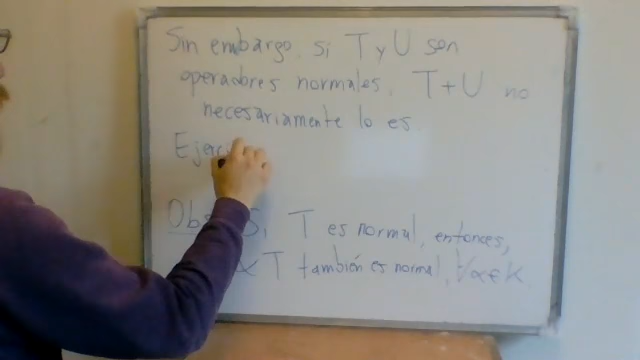 Sin embargo, si T y U son
operadores normales, T + U no
necesariamente lo es.
Ejerc
Obs Si T es normal, entonces,
αT también es normal, ∀α∈K